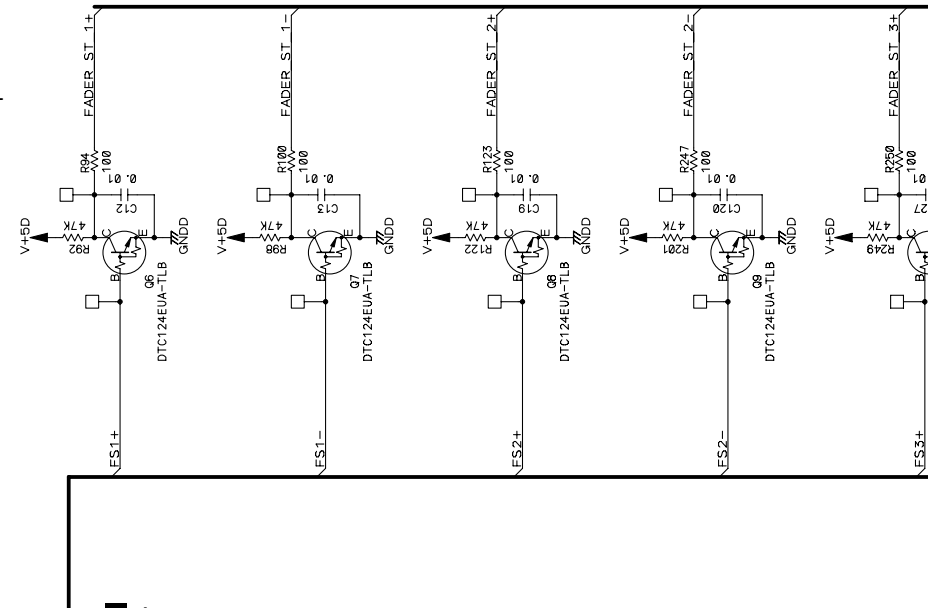 FADER ST 1+
FADER ST 1-
FADER ST 2+
FADER ST 2-
FADER ST 3+
R94
100
R100
100
R123
100
R247
100
R250
100
0.01
C12
0.01
C13
0.01
C19
0.01
C120
01
27
V+5D
47K
R92
C
E
B
GNDD
Q6
DTC124EUA-TLB
V+5D
47K
R98
C
E
B
GNDD
Q7
DTC124EUA-TLB
V+5D
47K
R122
C
E
B
GNDD
Q8
DTC124EUA-TLB
V+5D
47K
R201
C
E
B
GNDD
Q9
DTC124EUA-TLB
V+5D
47K
R249
C
B
FS1+
FS1-
FS2+
FS2-
FS3+